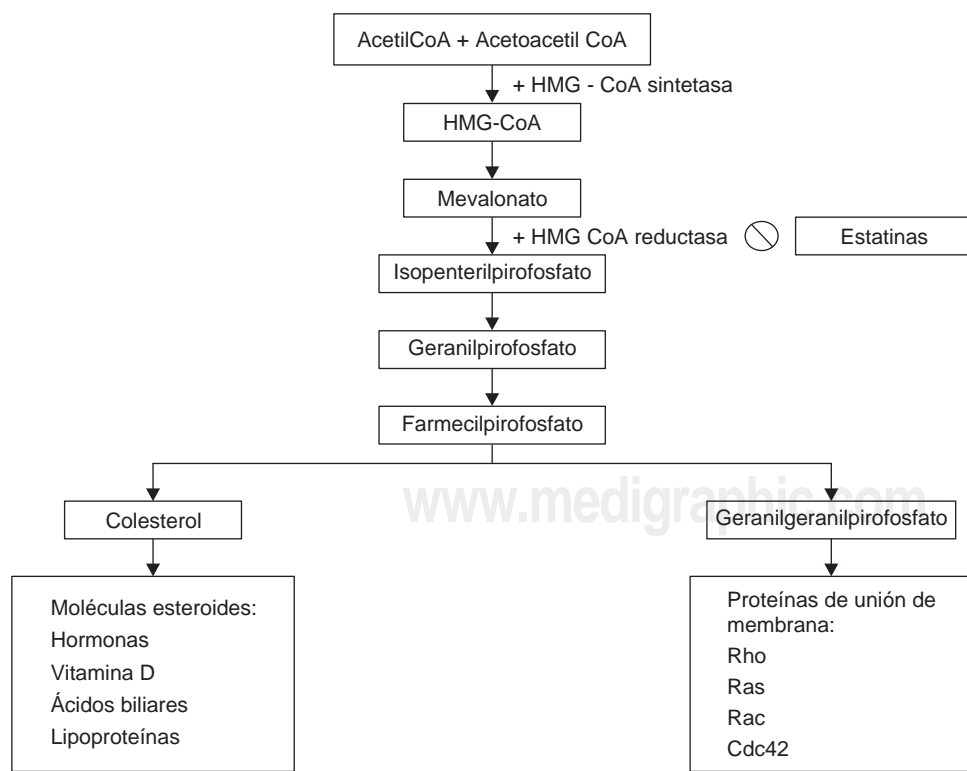 AcetilCoA + Acetoacetil CoA
+ HMG - CoA sintetasa
HMG-CoA
Mevalonato
+ HMG CoA reductasa
Estatinas
Isopenterilpirofosfato
Geranilpirofosfato
Farmecilpirofosfato
www.medigraphic.com
Colesterol
Geranilgeranilpirofosfato
Moléculas esteroides:
Hormonas
Vitamina D
Ácidos biliares
Lipoproteínas
Proteínas de unión de
membrana:
Rho
Ras
Rac
Cdc42